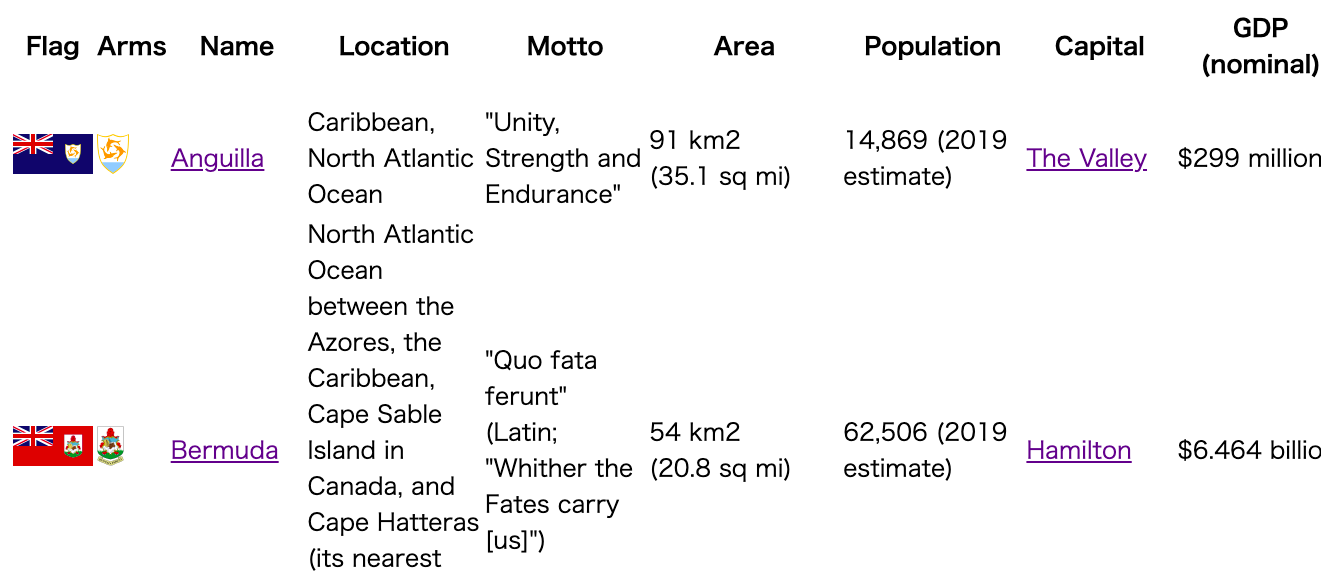 Flag Arms Name Location Motto Area Population Capital GDP (nominal)
Anguilla
Caribbean,
North Atlantic
Ocean
"Unity,
Strength and
Endurance"
91 km2
(35.1 sq mi)
14,869 (2019
estimate)
The Valley
$299 million
Bermuda
North Atlantic
Ocean
between the
Azores, the
Caribbean,
Cape Sable
Island in
Canada, and
Cape Hatteras
(its nearest
"Quo fata
ferunt"
(Latin;
"Whither the
Fates carry
[us]")
54 km2
(20.8 sq mi)
62,506 (2019
estimate)
Hamilton
$6.464 billio